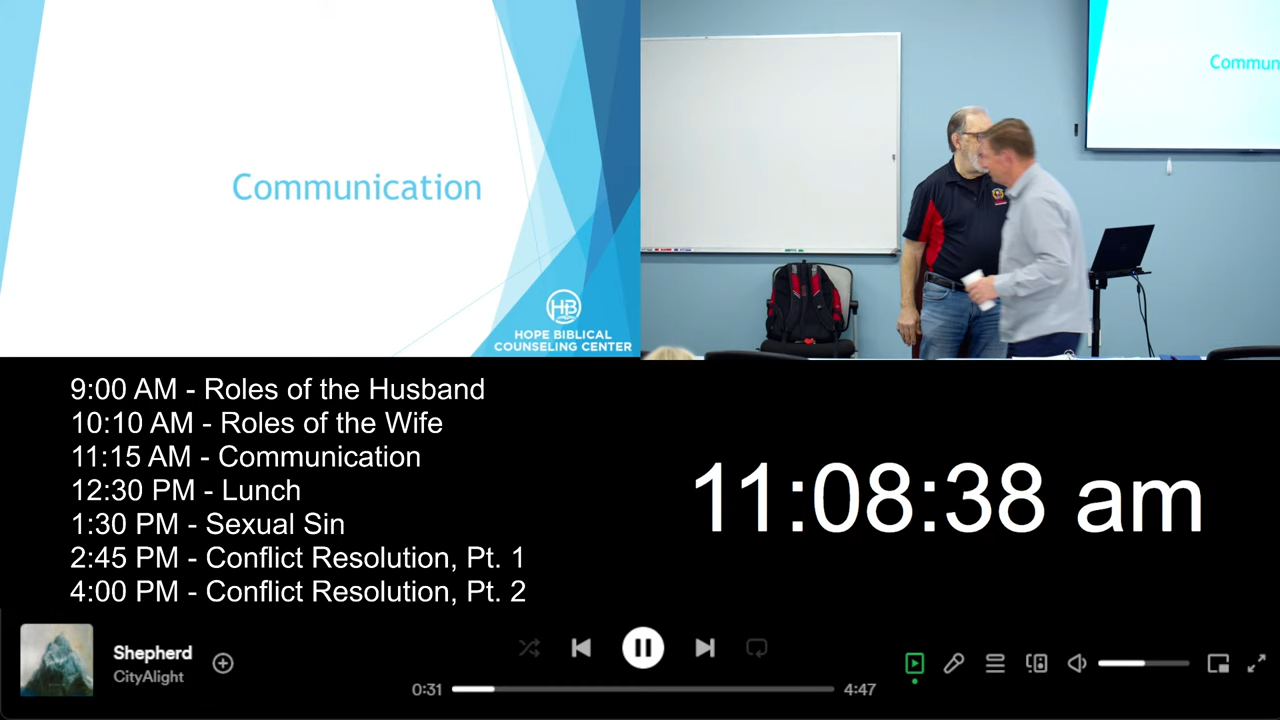 Communication
HB
HOPE BIBLICAL
COUNSELING CENTER
Commun
9:00 AM - Roles of the Husband
10:10 AM - Roles of the Wife
11:15 AM - Communication
12:30 PM - Lunch
1:30 PM - Sexual Sin
2:45 PM - Conflict Resolution, Pt. 1
4:00 PM - Conflict Resolution, Pt. 2
11:08:38 am
Shepherd
CityAlight
0:31
4:47